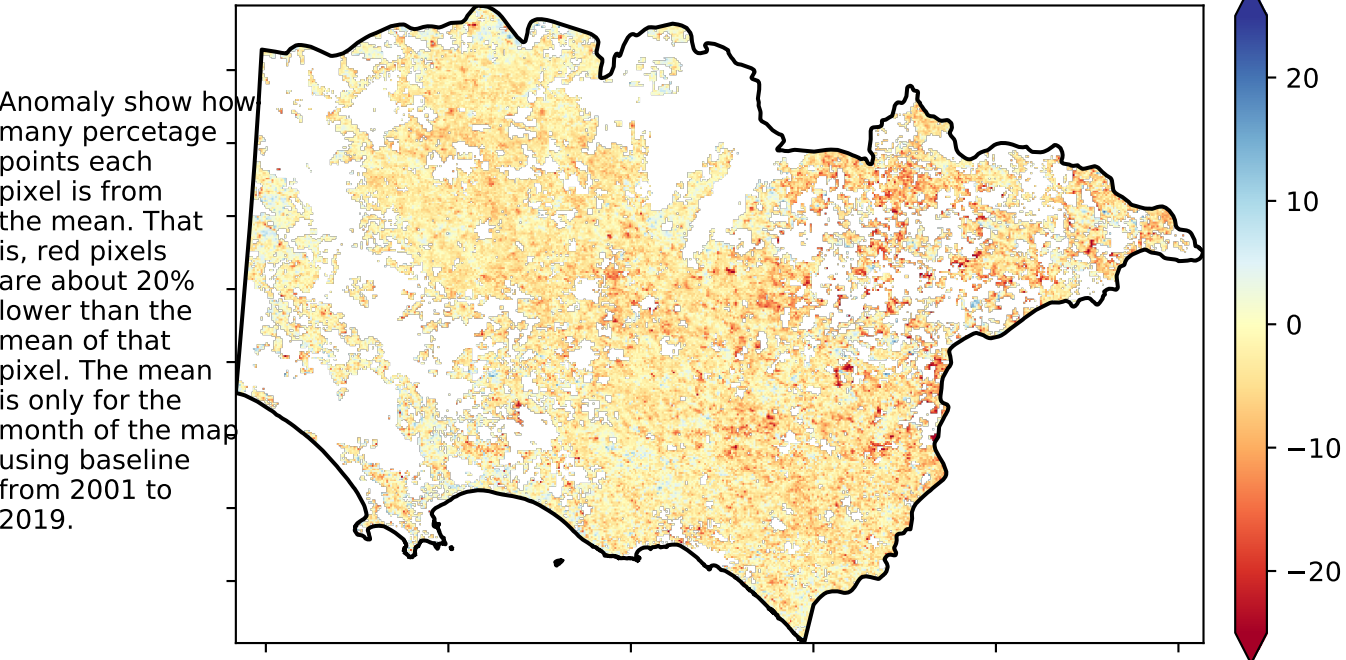 Anomaly show how
many percetage
points each
pixel is from
the mean. That
is, red pixels
are about 20%
lower than the
mean of that
pixel. The mean
is only for the
month of the map
using baseline
from 2001 to
2019.
20
10
0
−10
−20